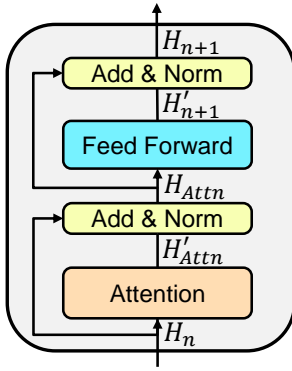 H_{n+1}
Add & Norm
H'_{n+1}
Feed Forward
H_{Attn}
Add & Norm
H'_{Attn}
Attention
H_n